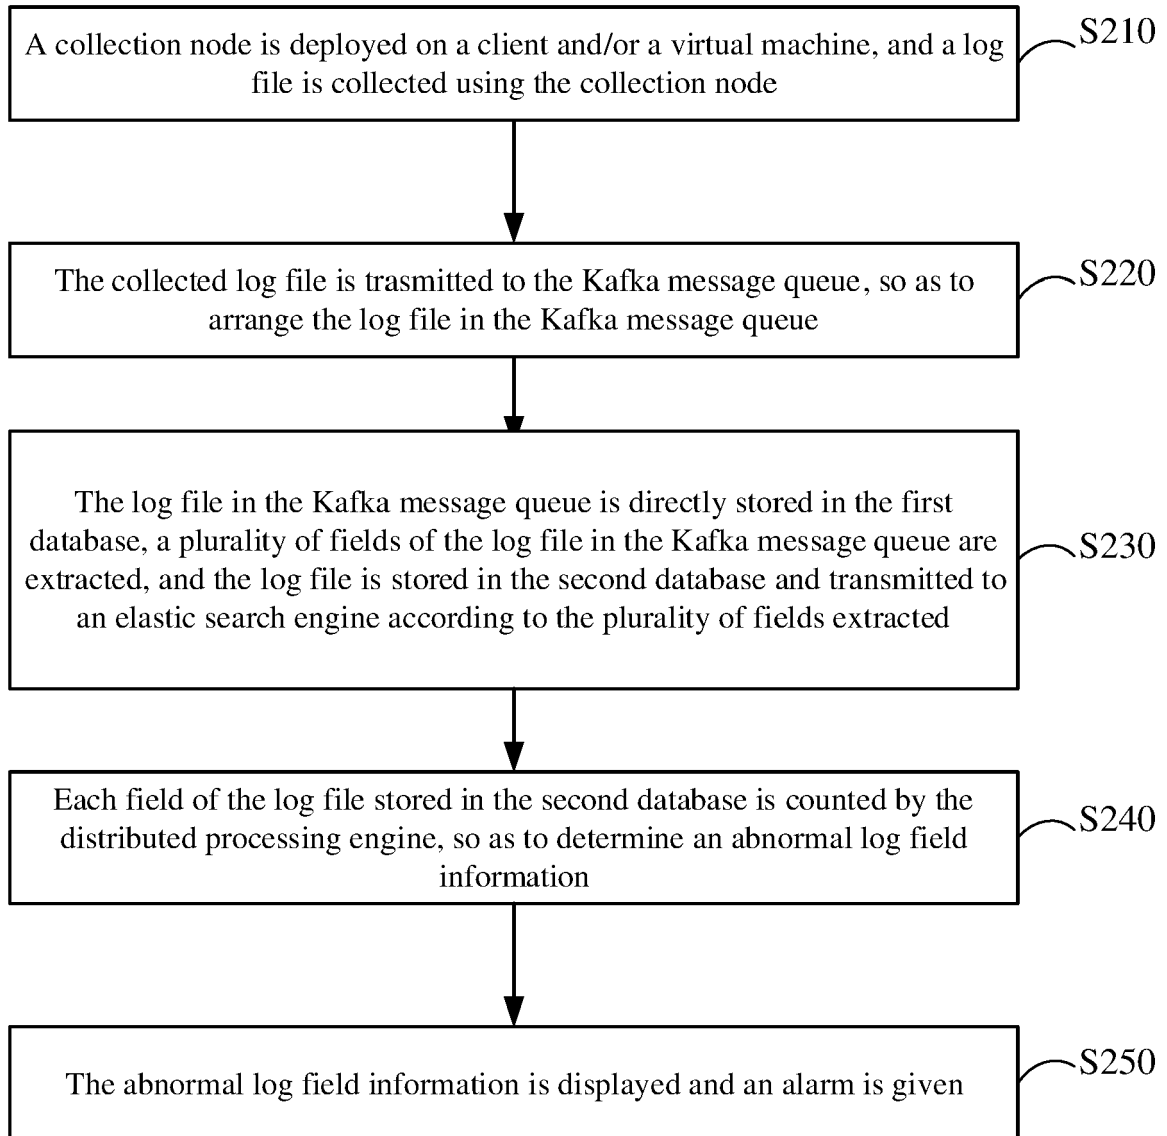 A collection node is deployed on a client and/or a virtual machine, and a log
file is collected using the collection node
S210
The collected log file is trasmitted to the Kafka message queue, so as to
arrange the log file in the Kafka message queue
S220
The log file in the Kafka message queue is directly stored in the first
database, a plurality of fields of the log file in the Kafka message queue are
extracted, and the log file is stored in the second database and transmitted to
an elastic search engine according to the plurality of fields extracted
S230
Each field of the log file stored in the second database is counted by the
distributed processing engine, so as to determine an abnormal log field
information
S240
The abnormal log field information is displayed and an alarm is given
S250